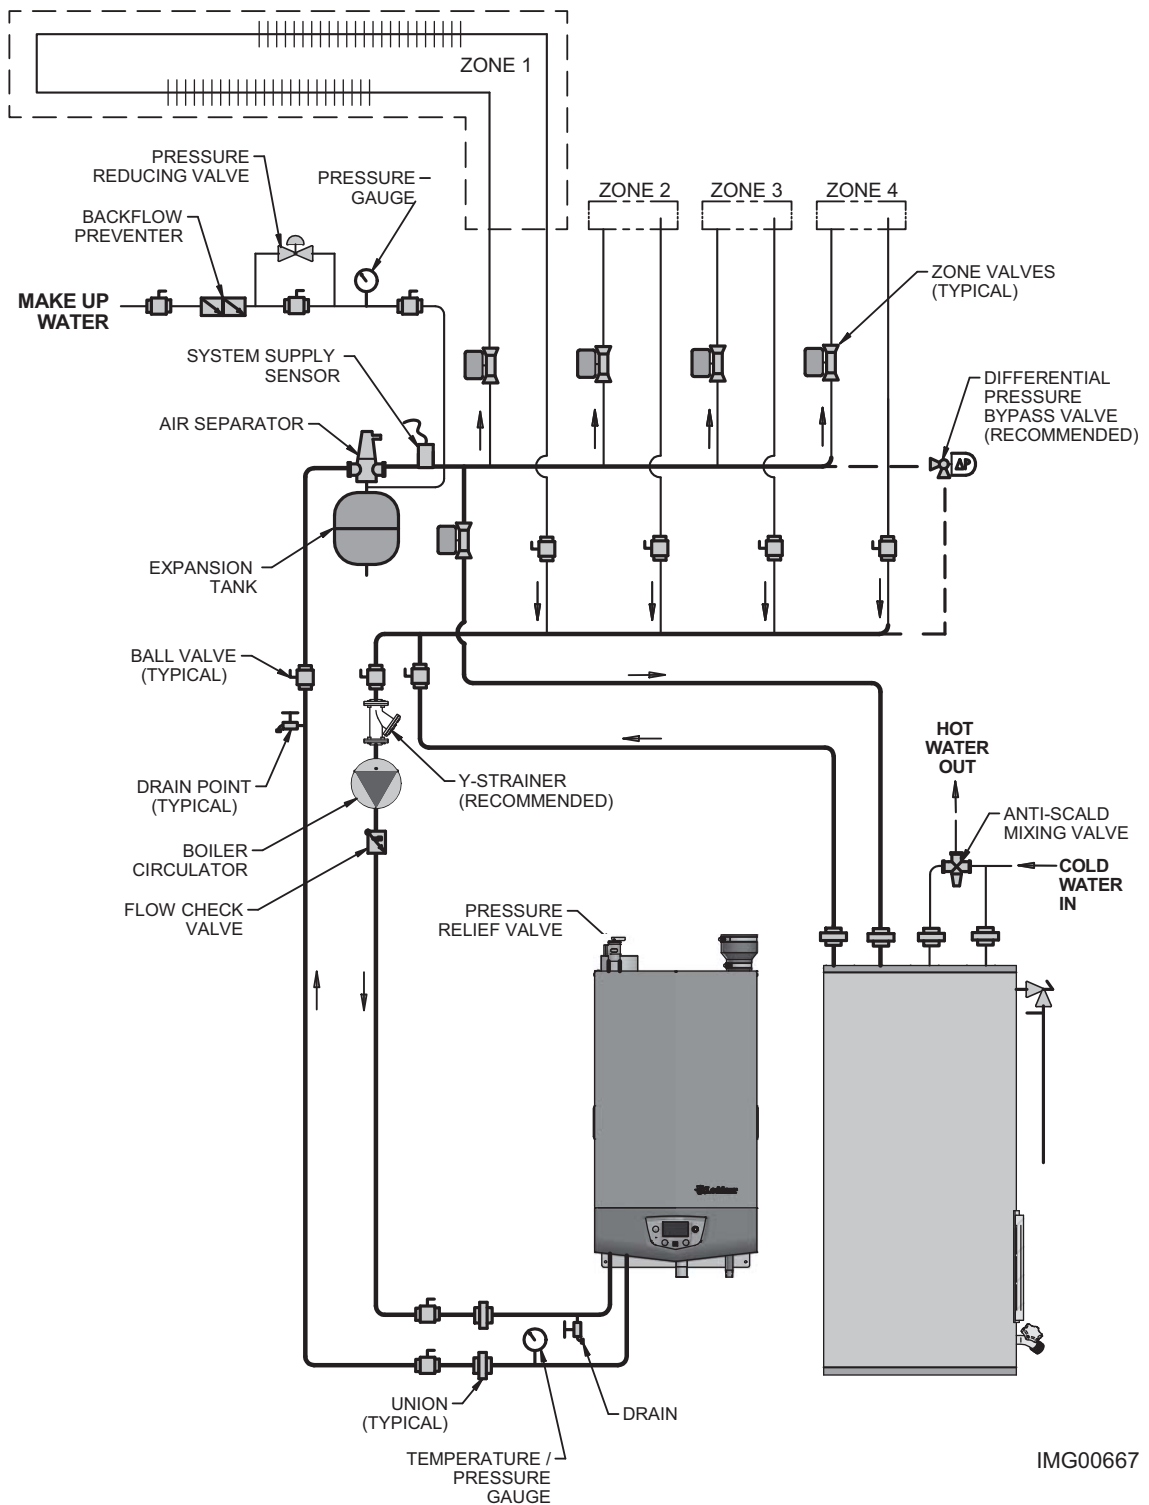 ZONE 1
PRESSURE
REDUCING VALVE
PRESSURE
GAUGE
BACKFLOW
PREVENTER
ZONE 2
ZONE 3
ZONE 4
ZONE VALVES
(TYPICAL)
MAKE UP
WATER
SYSTEM SUPPLY
SENSOR
DIFFERENTIAL
PRESSURE
BYPASS VALVE
(RECOMMENDED)
AIR SEPARATOR
ΔP
EXPANSION
TANK
BALL VALVE
(TYPICAL)
HOT
WATER
OUT
DRAIN POINT
(TYPICAL)
Y-STRAINER
(RECOMMENDED)
ANTI-SCALD
MIXING VALVE
BOILER
CIRCULATOR
COLD
WATER
IN
FLOW CHECK
VALVE
PRESSURE
RELIEF VALVE
UNION
(TYPICAL)
DRAIN
TEMPERATURE /
PRESSURE
GAUGE
IMG00667